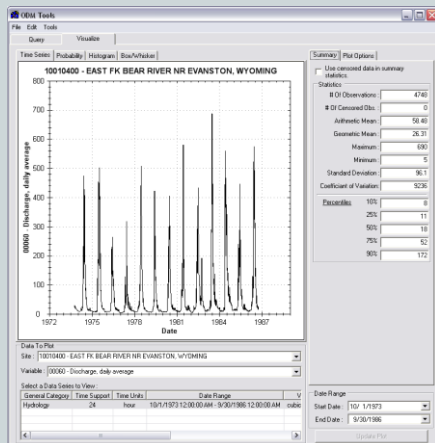 ODM Tools
File Edit Tools
Query Visualize
Time Series Probability Histogram Box/Whisker
10010400 - EAST FK BEAR RIVER NR EVANSTON, WYOMING
00060 - Discharge, daily average
800
700
600
500
400
300
200
100
0
1972 1975 1978 1981 1984 1987
Date
Data To Plot
Site : 10010400 - EAST FK BEAR RIVER NR EVANSTON, WYOMING
Variable : 00060 - Discharge, daily average
Select a Data Series to View :
General Category Time Support Time Units Date Range V
Hydrology 24 hour 10/1/1973 12:00:00 AM - 9/30/1986 12:00:00 AM cubic
Summary Plot Options
Use censored data in summary
statistics
Statistics
# Of Observations : 4748
# Of Censored Obs. : 0
Arithmetic Mean : 58.48
Geometric Mean : 26.31
Maximum : 690
Minimum : 5
Standard Deviation : 96.1
Coefficient of Variation : 9236
Percentiles 10% 8
25% 11
50% 18
75% 52
90% 172
Date Range
Start Date : 10/ 1/1973
End Date : 9/30/1986
Update Plot